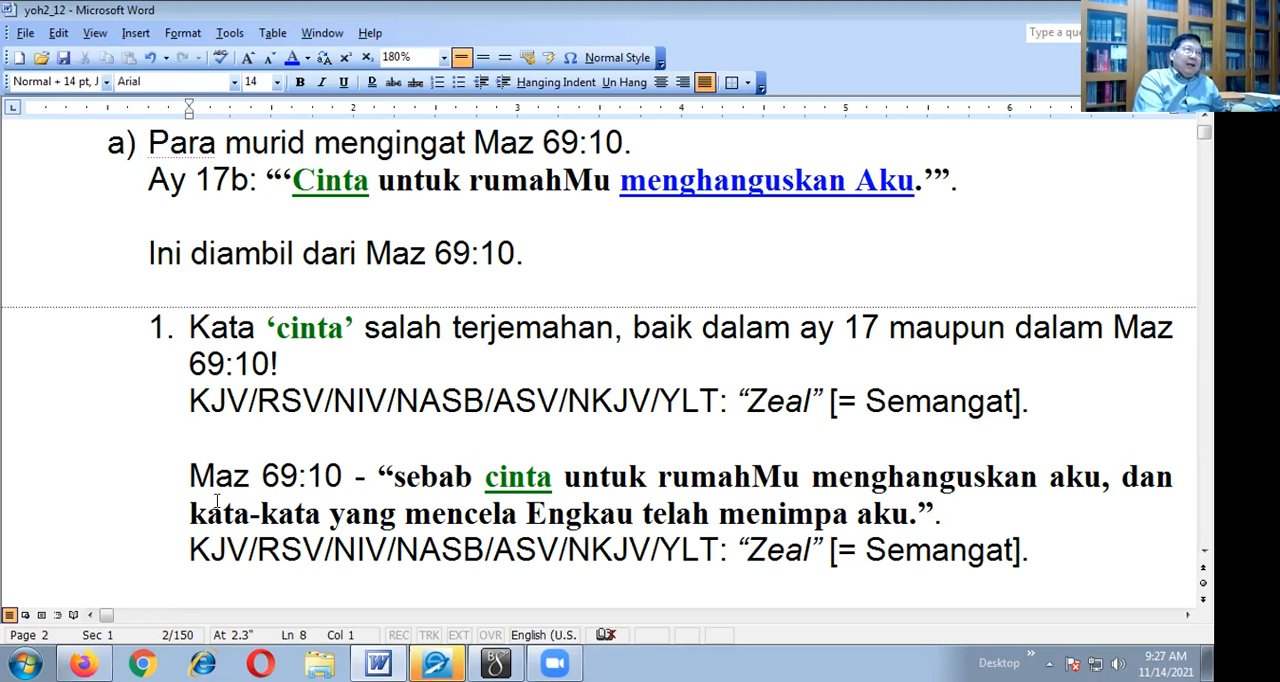 yoh2_12 - Microsoft Word
File Edit View Insert Format Tools Table Window Help
Type a que
180% Normal Style
Normal + 14 pt, J Arial 14 B I U Hanging Indent Un Hang
2 3 4 5 6
a) Para murid mengingat Maz 69:10.
Ay 17b: “‘Cinta untuk rumahMu menghanguskan Aku.’”.
Ini diambil dari Maz 69:10.
1. Kata ‘cinta’ salah terjemahan, baik dalam ay 17 maupun dalam Maz
69:10!
KJV/RSV/NIV/NASB/ASV/NKJV/YLT: “Zeal” [= Semangat].
Maz 69:10 - “sebab cinta untuk rumahMu menghanguskan aku, dan
kata-kata yang mencela Engkau telah menimpa aku.”.
KJV/RSV/NIV/NASB/ASV/NKJV/YLT: “Zeal” [= Semangat].
Page 2 Sec 1 2/150 At 2.3" Ln 8 Col 1 REC TRK EXT OVR English (U.S.
Desktop 9:27 AM
11/14/2021